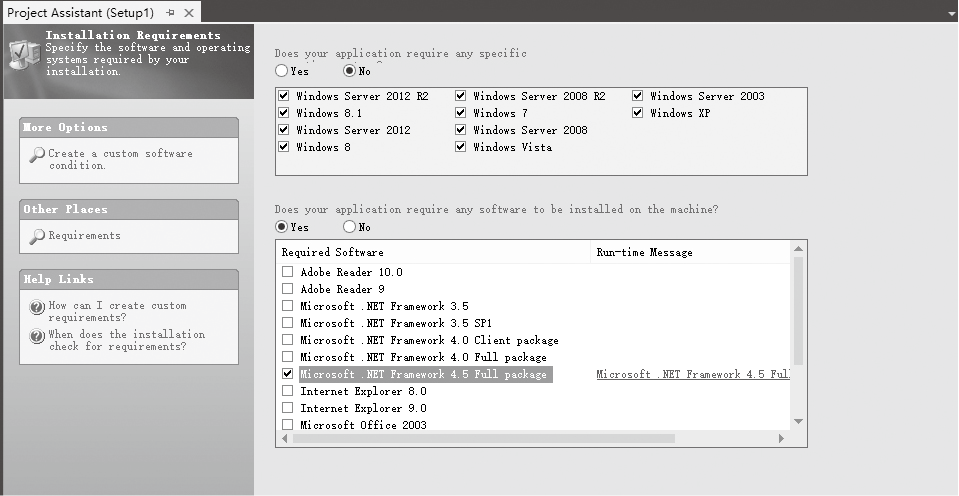 Project Assistant (Setup1)
Installation Requirements
Specify the software and operating
systems required by your
installation.
More Options
Create a custom software
condition.
Other Places
Requirements
Help Links
How can I create custom
requirements?
When does the installation
check for requirements?
Does your application require any specific
Yes No
Windows Server 2012 R2 Windows Server 2008 R2 Windows Server 2003
Windows 8.1 Windows 7 Windows XP
Windows Server 2012 Windows Server 2008
Windows 8 Windows Vista
Does your application require any software to be installed on the machine?
Yes No
Required Software Run-time Message
Adobe Reader 10.0
Adobe Reader 9
Microsoft .NET Framework 3.5
Microsoft .NET Framework 3.5 SP1
Microsoft .NET Framework 4.0 Client package
Microsoft .NET Framework 4.0 Full package
Microsoft .NET Framework 4.5 Full package Microsoft .NET Framework 4.5 Full
Internet Explorer 8.0
Internet Explorer 9.0
Microsoft Office 2003